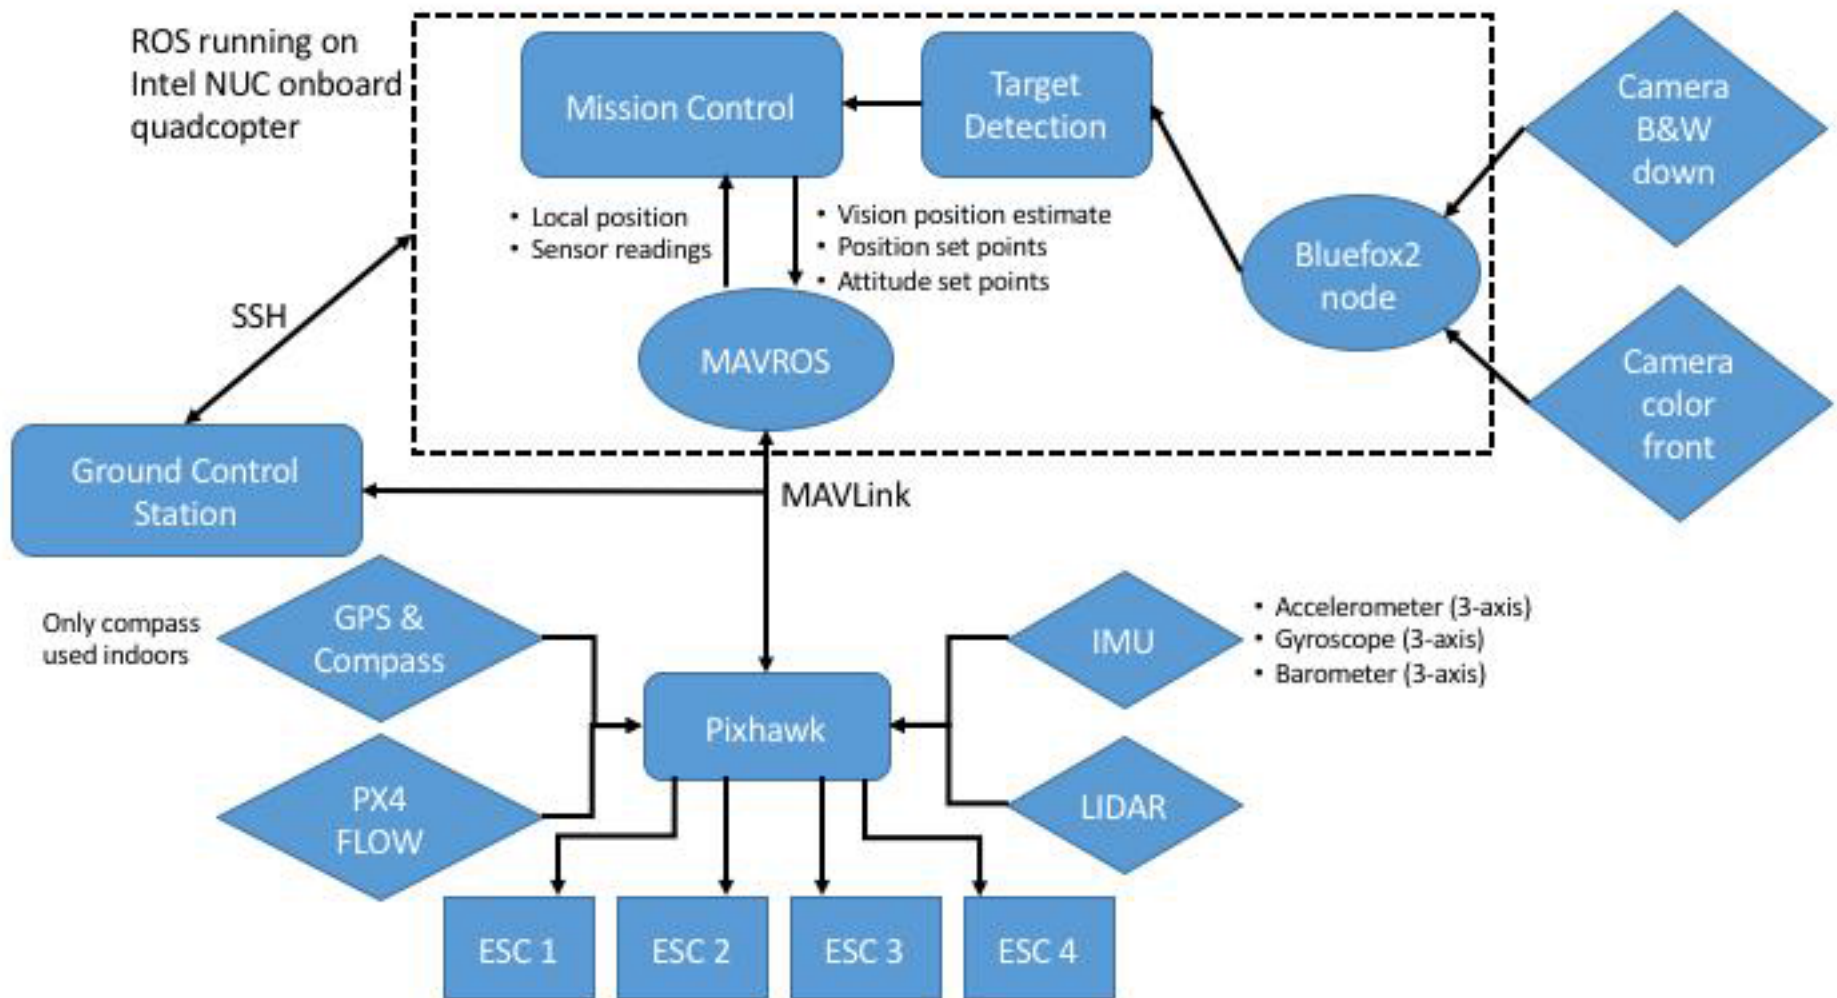 ROS running on
Intel NUC onboard
quadcopter
Mission Control
Target
Detection
Camera
B&W
down
• Local position
• Sensor readings
• Vision position estimate
• Position set points
• Attitude set points
Bluefox2
node
SSH
MAVROS
Camera
color
front
Ground Control
Station
MAVLink
Only compass
used indoors
GPS &
Compass
IMU
• Accelerometer (3-axis)
• Gyroscope (3-axis)
• Barometer (3-axis)
Pixhawk
PX4
FLOW
LIDAR
ESC 1
ESC 2
ESC 3
ESC 4